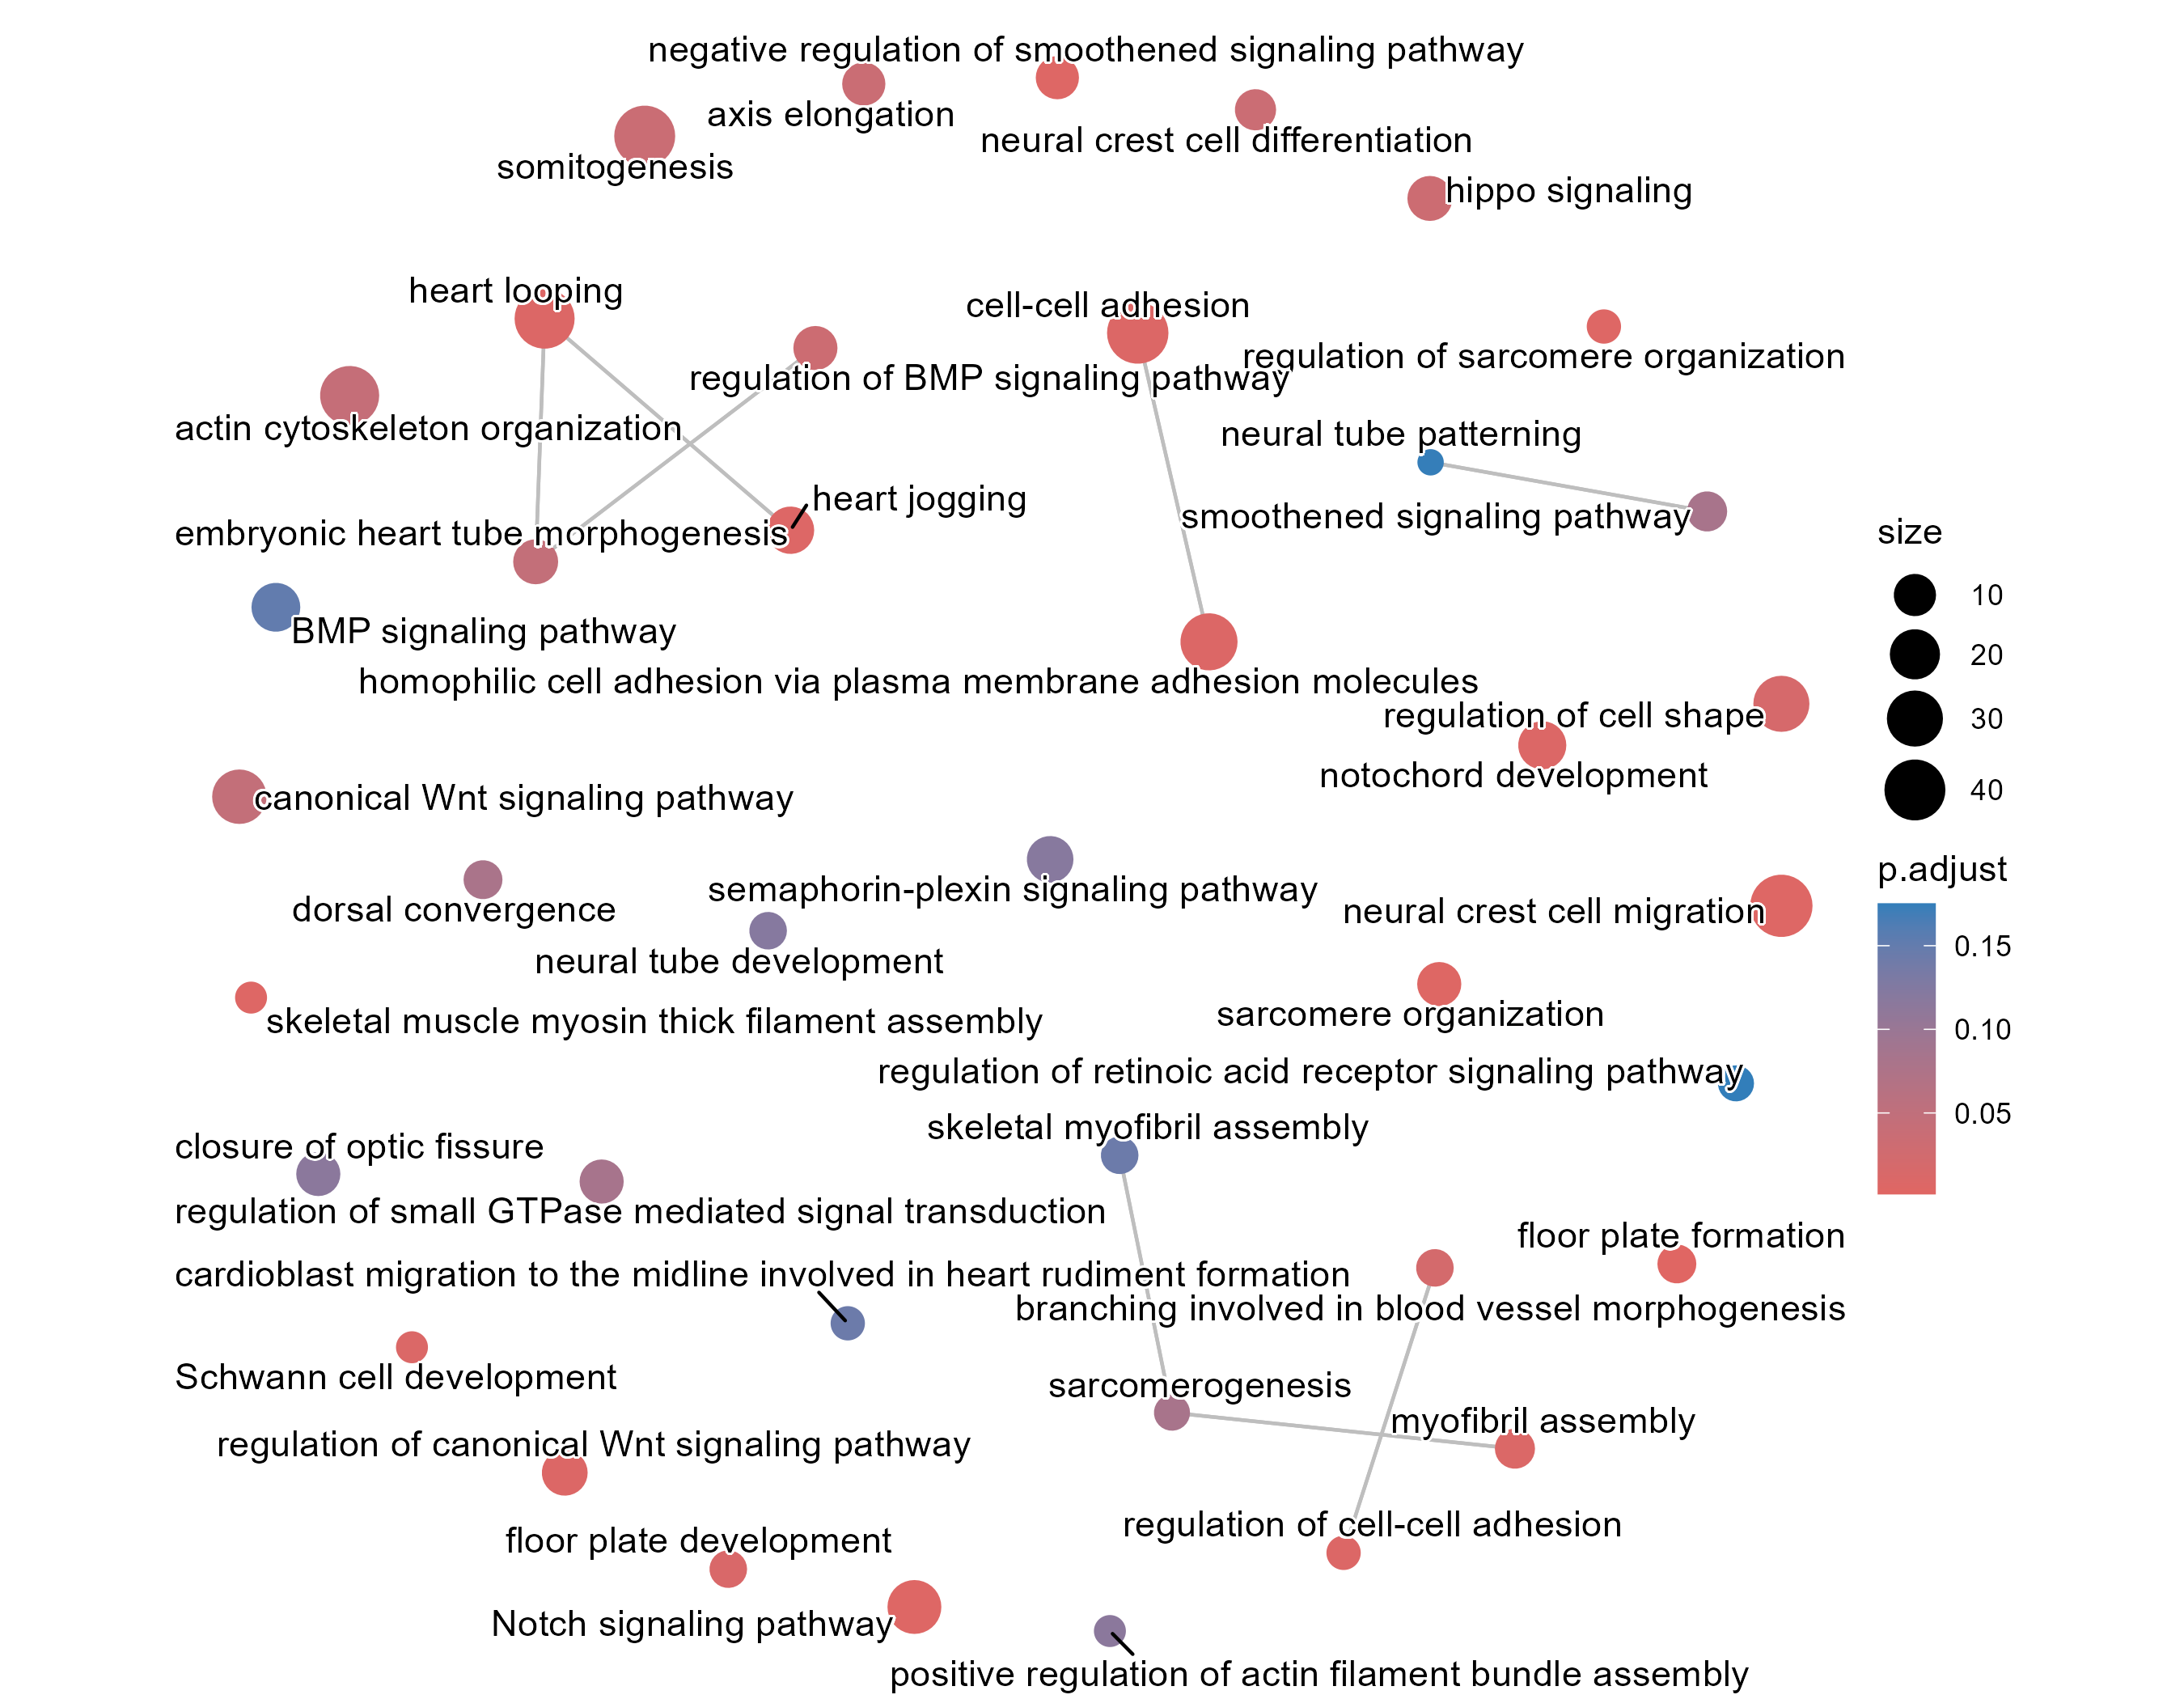 negative regulation of smoothened signaling pathway
axis elongation
neural crest cell differentiation
somitogenesis
hippo signaling
heart looping
cell-cell adhesion
regulation of sarcomere organization
regulation of BMP signaling pathway
actin cytoskeleton organization
neural tube patterning
heart jogging
smoothened signaling pathway
embryonic heart tube morphogenesis
BMP signaling pathway
homophilic cell adhesion via plasma membrane adhesion molecules
regulation of cell shape
notochord development
canonical Wnt signaling pathway
semaphorin-plexin signaling pathway
dorsal convergence
neural crest cell migration
neural tube development
sarcomere organization
skeletal muscle myosin thick filament assembly
regulation of retinoic acid receptor signaling pathway
skeletal myofibril assembly
closure of optic fissure
regulation of small GTPase mediated signal transduction
floor plate formation
cardioblast migration to the midline involved in heart rudiment formation
branching involved in blood vessel morphogenesis
Schwann cell development
sarcomerogenesis
myofibril assembly
regulation of canonical Wnt signaling pathway
regulation of cell-cell adhesion
floor plate development
Notch signaling pathway
positive regulation of actin filament bundle assembly
size
10
20
30
40
p.adjust
0.15
0.10
0.05